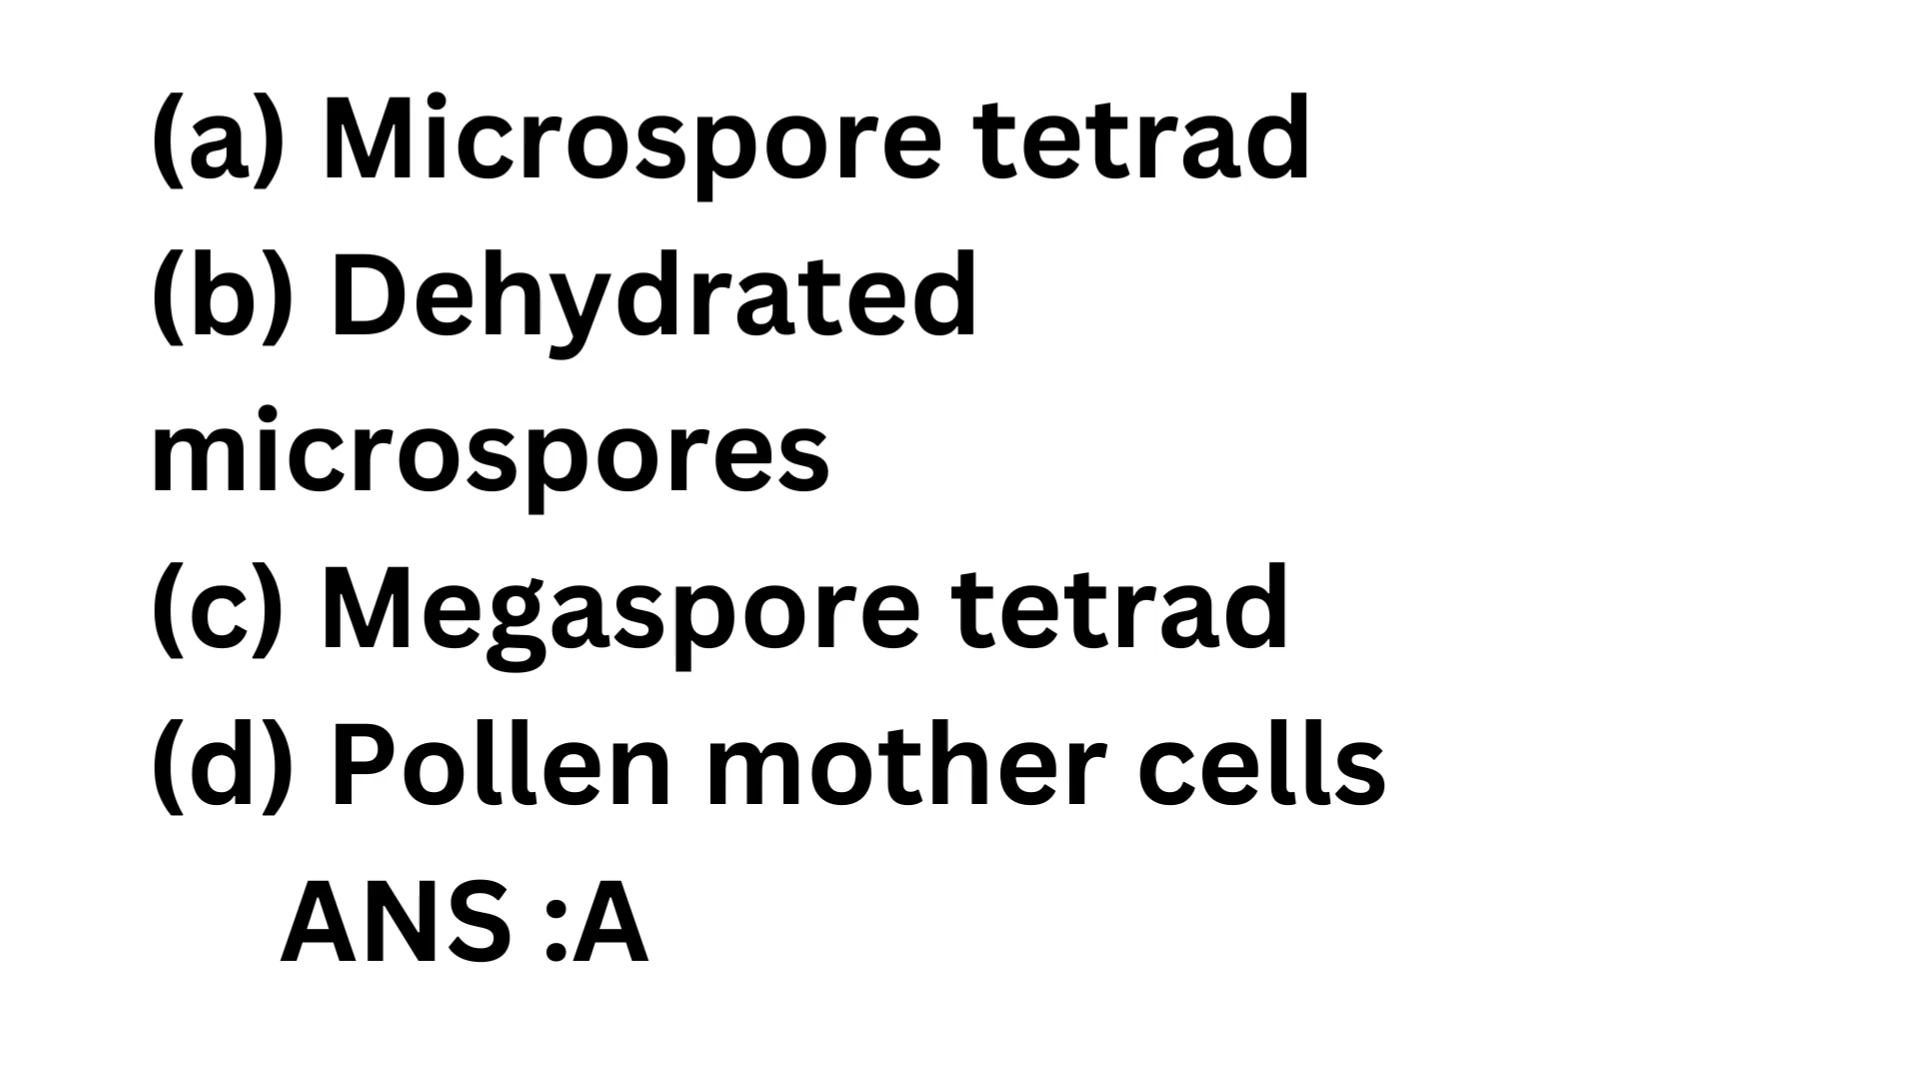 (a) Microspore tetrad
(b) Dehydrated
microspores
(c) Megaspore tetrad
(d) Pollen mother cells
ANS :A